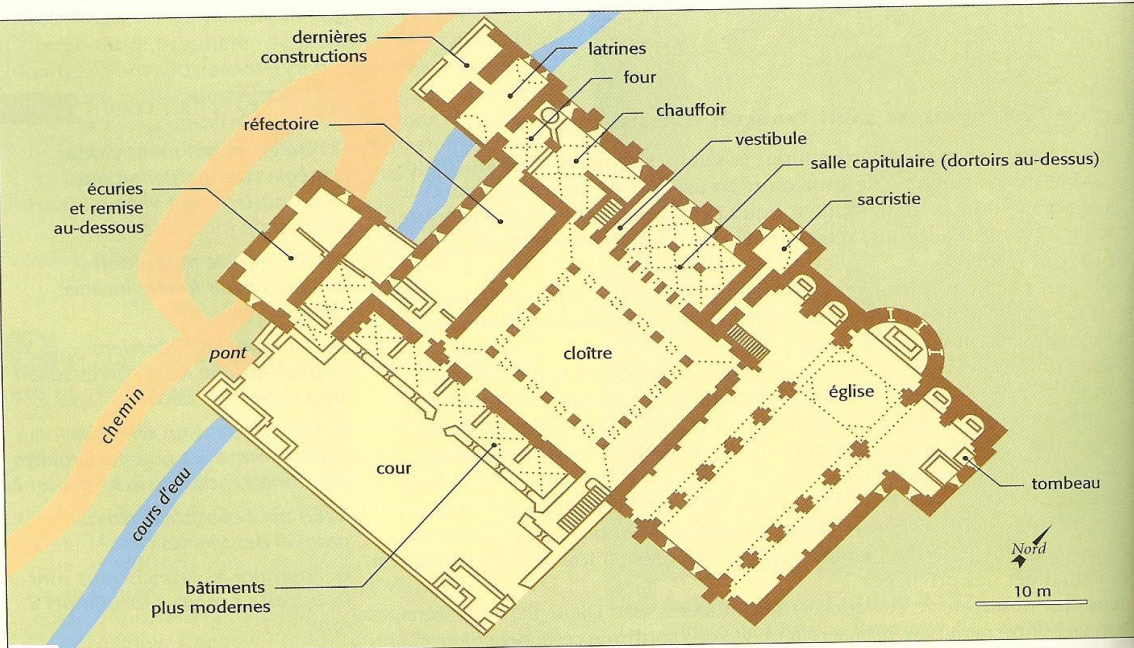 dernières
constructions
latrines
four
chauffoir
réfectoire
vestibule
salle capitulaire (dortoirs au-dessus)
sacristie
écuries
et remise
au-dessous
pont
cloître
église
chemin
cour
cours d'eau
tombeau
bâtiments
plus modernes
Nord
10 m